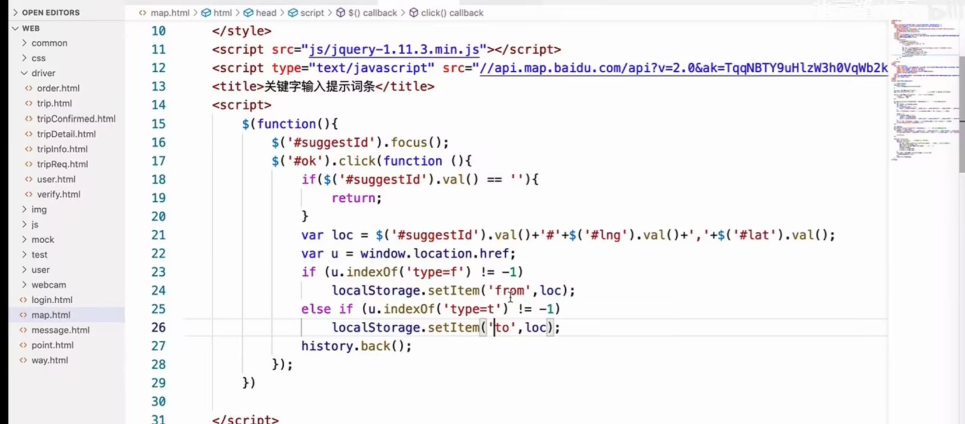 OPEN EDITORS
WEB
common
css
driver
order.html
trip.html
tripConfirmed.html
tripDetail.html
tripInfo.html
tripReq.html
user.html
verify.html
img
js
mock
test
user
webcam
login.html
map.html
message.html
point.html
way.html
map.html > html > head > script > $() callback > click() callback
10 </style>
11 <script src="js/jquery-1.11.3.min.js"></script>
12 <script type="text/javascript" src="//api.map.baidu.com/api?v=2.0&ak=TqqNBTY9uHlzW3h0VqWb2k
13 <title>关键字输入提示词条</title>
14 <script>
15 $(function(){
16 $('#suggestId').focus();
17 $('#ok').click(function (){
18 if($('#suggestId').val() == ''){
19 return;
20 }
21 var loc = $('#suggestId').val()+'#'+$('#lng').val()+','+$('#lat').val();
22 var u = window.location.href;
23 if (u.indexOf('type=f') != -1)
24 localStorage.setItem('from',loc);
25 else if (u.indexOf('type=t') != -1)
26 localStorage.setItem('to',loc);
27 history.back();
28 });
29 })
30
31 </script>